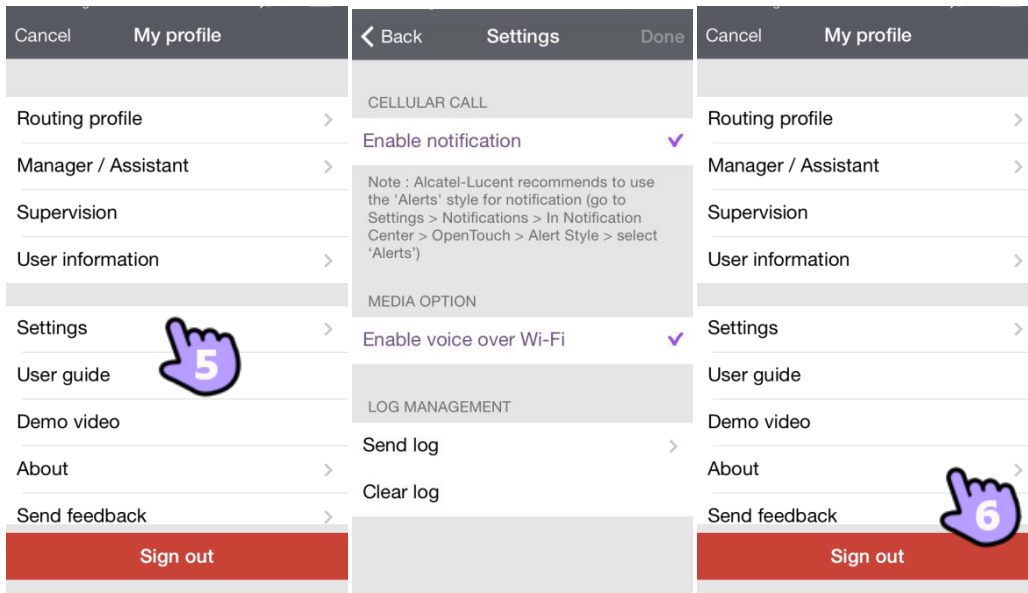 Cancel My profile
Routing profile
Manager / Assistant
Supervision
User information
Settings
5
User guide
Demo video
About
Send feedback
Sign out
Back Settings Done
CELLULAR CALL
Enable notification
Note : Alcatel-Lucent recommends to use
the 'Alerts' style for notification (go to
Settings > Notifications > In Notification
Center > OpenTouch > Alert Style > select
‘Alerts’)
MEDIA OPTION
Enable voice over Wi-Fi
LOG MANAGEMENT
Send log
Clear log
Cancel My profile
Routing profile
Manager / Assistant
Supervision
User information
Settings
User guide
Demo video
About
Send feedback
6
Sign out